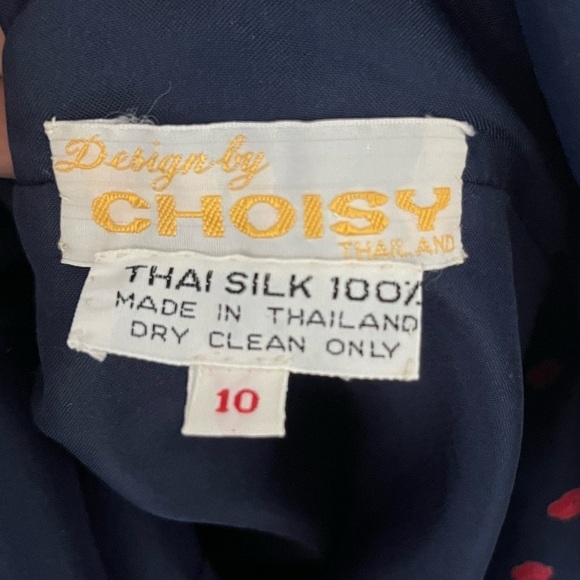 Design by
CHOISY
THAILAND
THAI SILK 100%
MADE IN THAILAND
DRY CLEAN ONLY
10